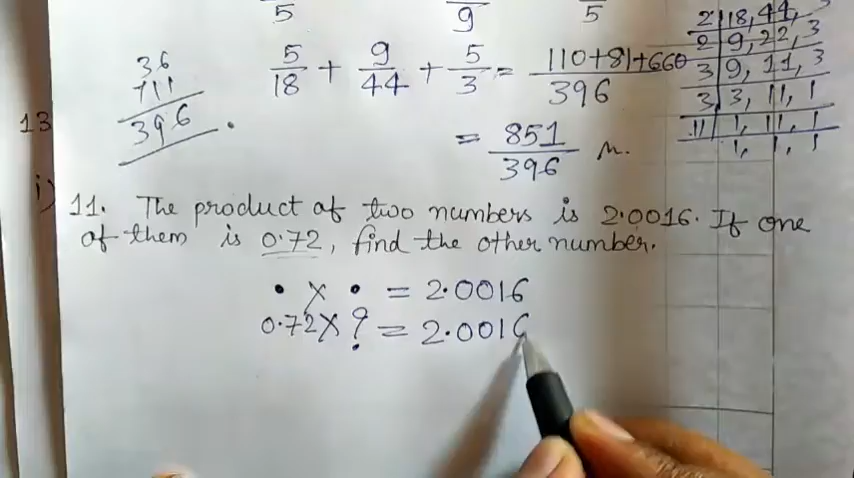 5 9 5
36
×11
396
5/18 + 9/44 + 5/3 = 110+81+660/396
= 851/396 m.
2 | 18, 44, 3
2 | 9, 22, 3
3 | 9, 11, 3
3 | 3, 11, 1
11 | 1, 11, 1
1, 1, 1
13
i)
11. The product of two numbers is 2.0016. If one
of them is 0.72, find the other number.
• × • = 2.0016
0.72 × ? = 2.0016